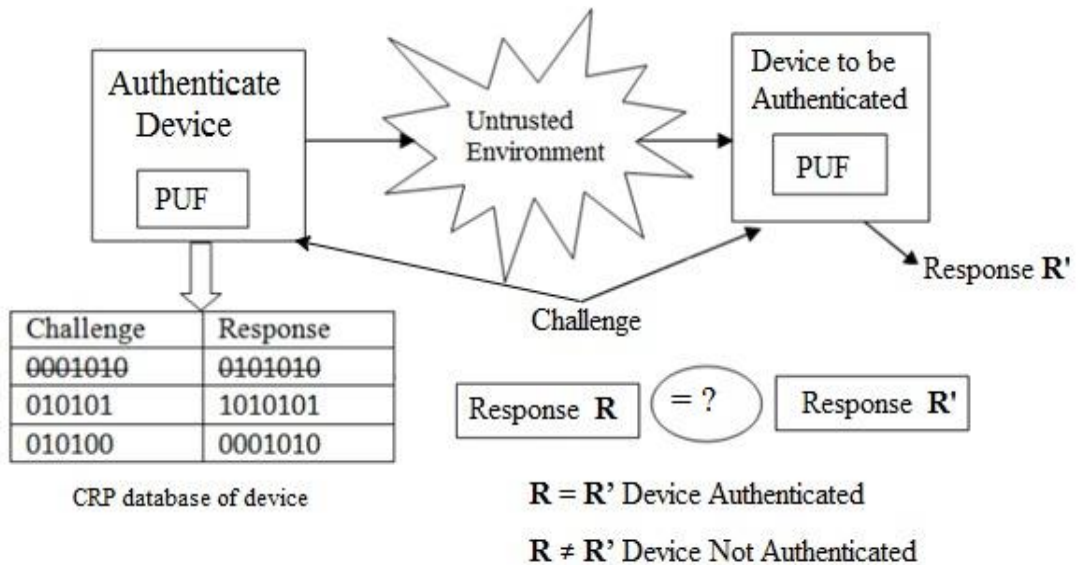 Authenticate
Device
PUF
Untrusted
Environment
Device to be
Authenticated
PUF
Response R'
Challenge
Challenge Response
0001010 0101010
010101 1010101
010100 0001010
CRP database of device
Response R = ? Response R'
R = R’ Device Authenticated
R ≠ R’ Device Not Authenticated